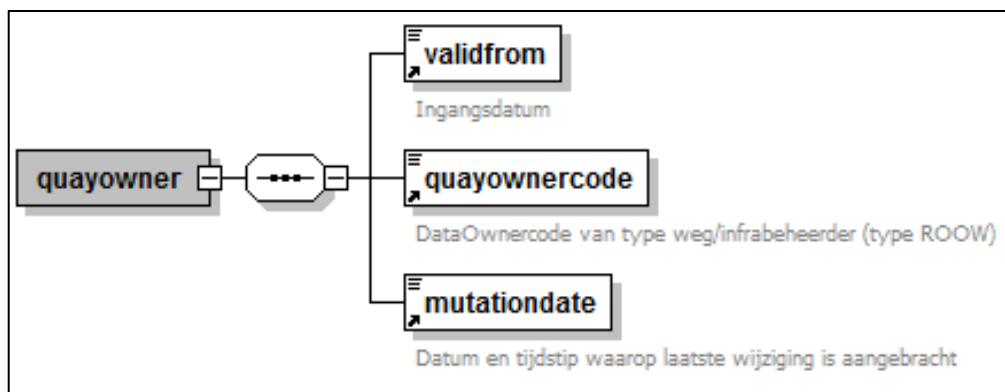 validfrom
Ingangsdatum
quayowner
quayownercode
DataOwnercode van type weg/infrabeheerder (type ROOW)
mutationdate
Datum en tijdstip waarop laatste wijziging is aangebracht